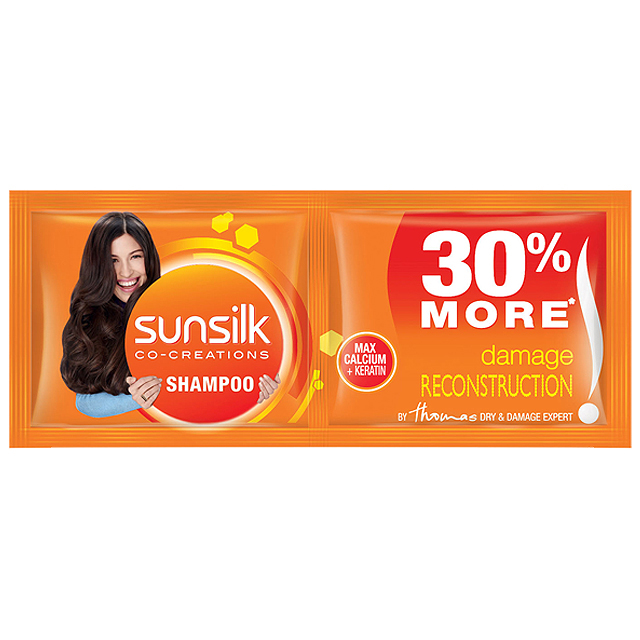 sunsilk
CO-CREATIONS
SHAMPOO
30%
MORE*
MAX
CALCIUM
+ KERATIN
damage
RECONSTRUCTION
BY thomas DRY & DAMAGE EXPERT